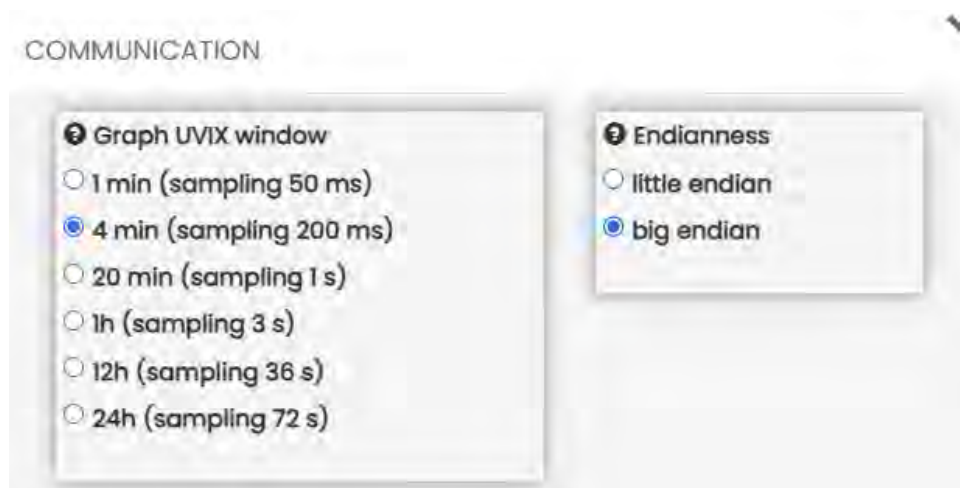 COMMUNICATION
Graph UVIX window
1 min (sampling 50 ms)
4 min (sampling 200 ms)
20 min (sampling 1 s)
1h (sampling 3 s)
12h (sampling 36 s)
24h (sampling 72 s)
Endianness
little endian
big endian